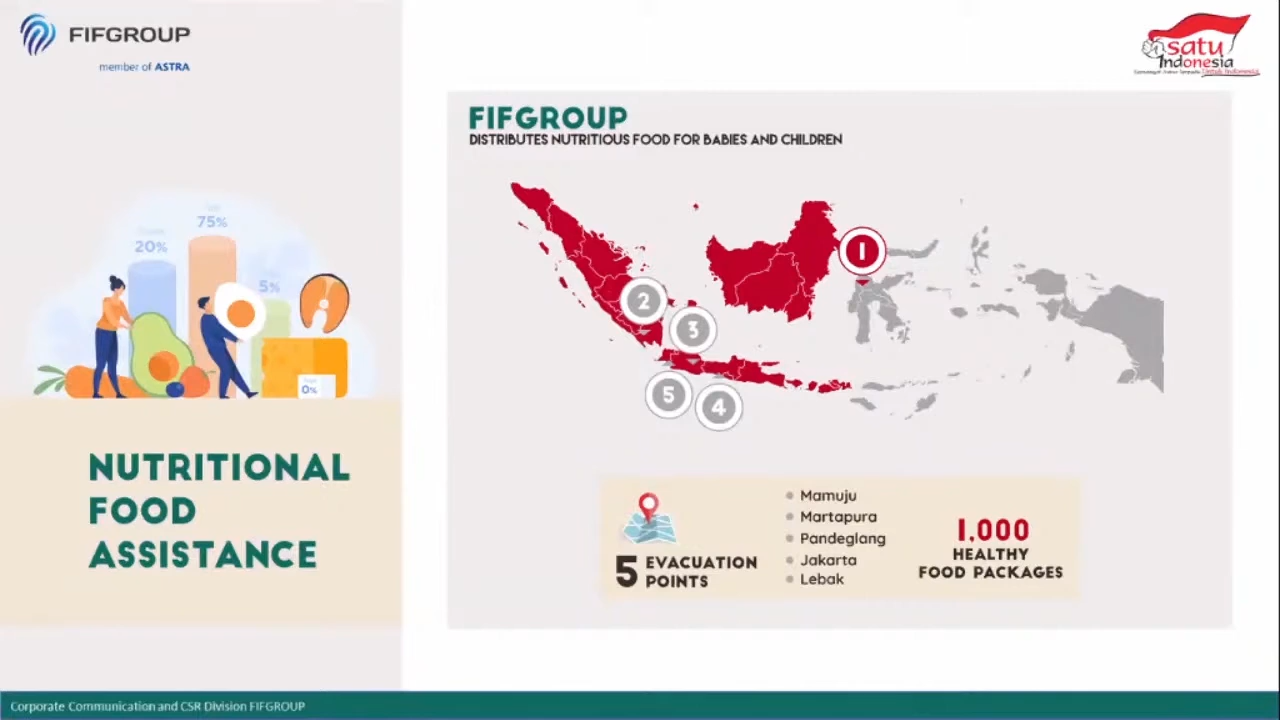 FIFGROUP
member of ASTRA
satu
Indonesia
FIFGROUP
DISTRIBUTES NUTRITIOUS FOOD FOR BABIES AND CHILDREN
75%
20%
5%
0%
1
2
3
5
4
NUTRITIONAL
FOOD
ASSISTANCE
5 EVACUATION
POINTS
Mamuju
Martapura
Pandeglang
Jakarta
Lebak
1,000
HEALTHY
FOOD PACKAGES
Corporate Communication and CSR Division FIFGROUP